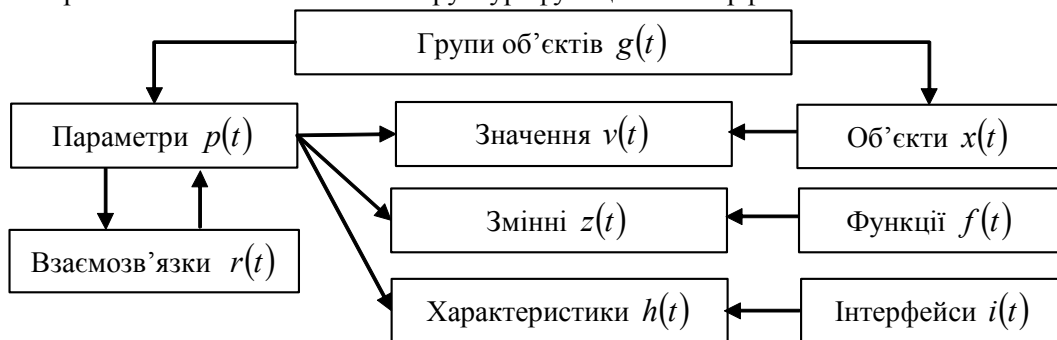 Групи об’єктів g(t)
Параметри p(t)
Значення v(t)
Об’єкти x(t)
Змінні z(t)
Функції f(t)
Взаємозв’язки r(t)
Характеристики h(t)
Інтерфейси i(t)